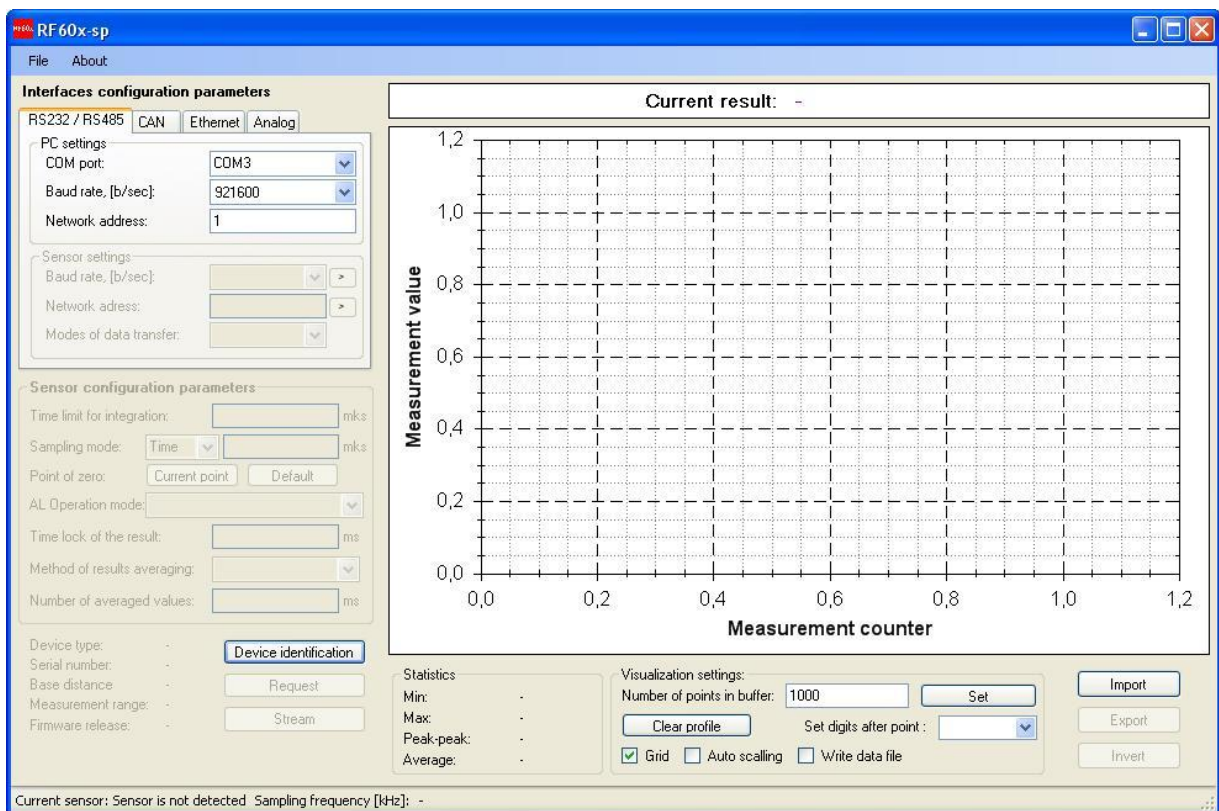 RF60x RF60x-sp
File About
Interfaces configuration parameters
RS232 / RS485 CAN Ethernet Analog
PC settings
COM port: COM3
Baud rate, [b/sec]: 921600
Network address: 1
Sensor settings
Baud rate, [b/sec]: >
Network adress: >
Modes of data transfer:
Sensor configuration parameters
Time limit for integration: mks
Sampling mode: Time mks
Point of zero: Current point Default
AL Operation mode:
Time lock of the result: ms
Method of results averaging:
Number of averaged values: ms
Device type: -
Serial number: -
Base distance -
Measurement range: -
Firmware release: -
Device identification
Request
Stream
Current result: -
Measurement value
1,2
1,0
0,8
0,6
0,4
0,2
0,0
0,0 0,2 0,4 0,6 0,8 1,0 1,2
Measurement counter
Statistics
Min: -
Max: -
Peak-peak: -
Average: -
Visualization settings:
Number of points in buffer: 1000 Set
Clear profile Set digits after point :
Grid Auto scalling Write data file
Import
Export
Invert
Current sensor: Sensor is not detected Sampling frequency [kHz]: -